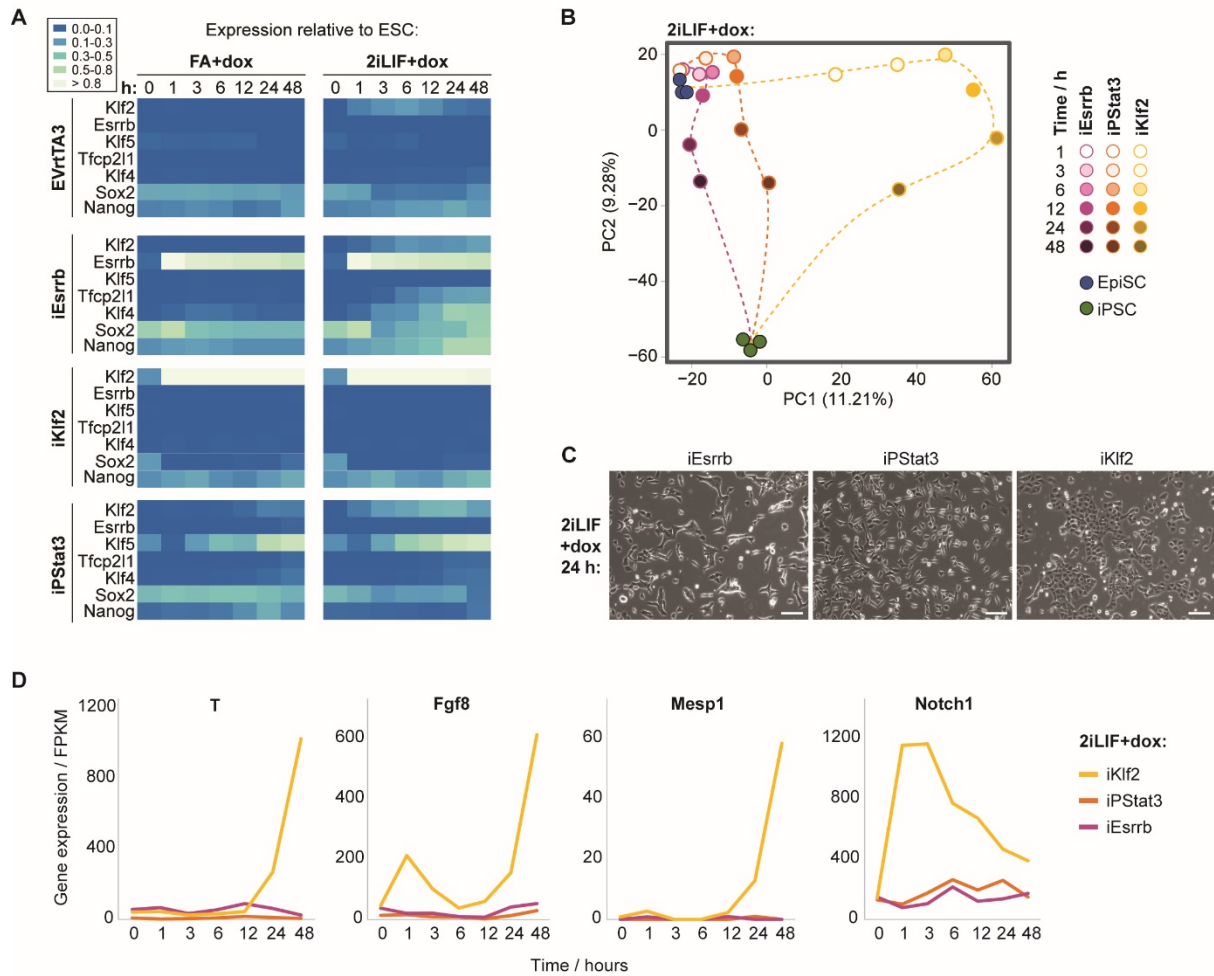 A
Expression relative to ESC:
0.0-0.1
0.1-0.3
0.3-0.5
0.5-0.8
> 0.8
FA+dox
2iLIF+dox
h: 0 1 3 6 12 24 48 0 1 3 6 12 24 48
EVrtTA3
Klf2
Esrrb
Klf5
Tfcp2l1
Klf4
Sox2
Nanog
iEsrrb
Klf2
Esrrb
Klf5
Tfcp2l1
Klf4
Sox2
Nanog
iKlf2
Klf2
Esrrb
Klf5
Tfcp2l1
Klf4
Sox2
Nanog
iPStat3
Klf2
Esrrb
Klf5
Tfcp2l1
Klf4
Sox2
Nanog
B
2iLIF+dox:
PC2 (9.28%)
20
0
−20
−40
−60
−20 0 20 40 60
PC1 (11.21%)
Time / h iEsrrb iPStat3 iKlf2
1
3
6
12
24
48
EpiSC
iPSC
C
iEsrrb iPStat3 iKlf2
2iLIF
+dox
24 h:
D
Gene expression / FPKM
T
1200
800
400
0
0 1 3 6 12 24 48
Fgf8
600
400
200
0
0 1 3 6 12 24 48
Mesp1
60
40
20
0
0 1 3 6 12 24 48
Notch1
1200
800
400
0
0 1 3 6 12 24 48
Time / hours
2iLIF+dox:
iKlf2
iPStat3
iEsrrb